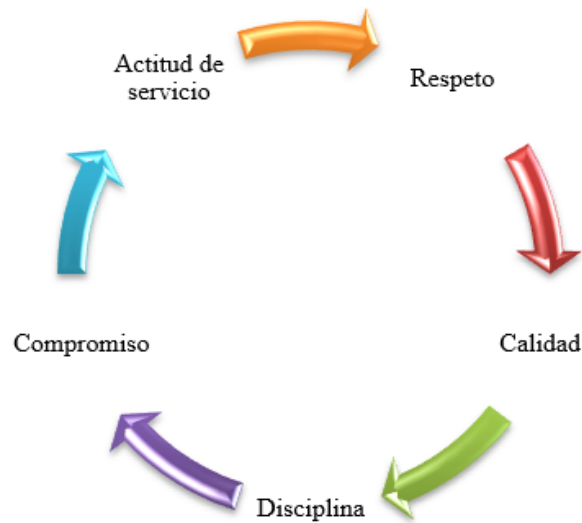 Actitud de
servicio
Respeto
Calidad
Disciplina
Compromiso